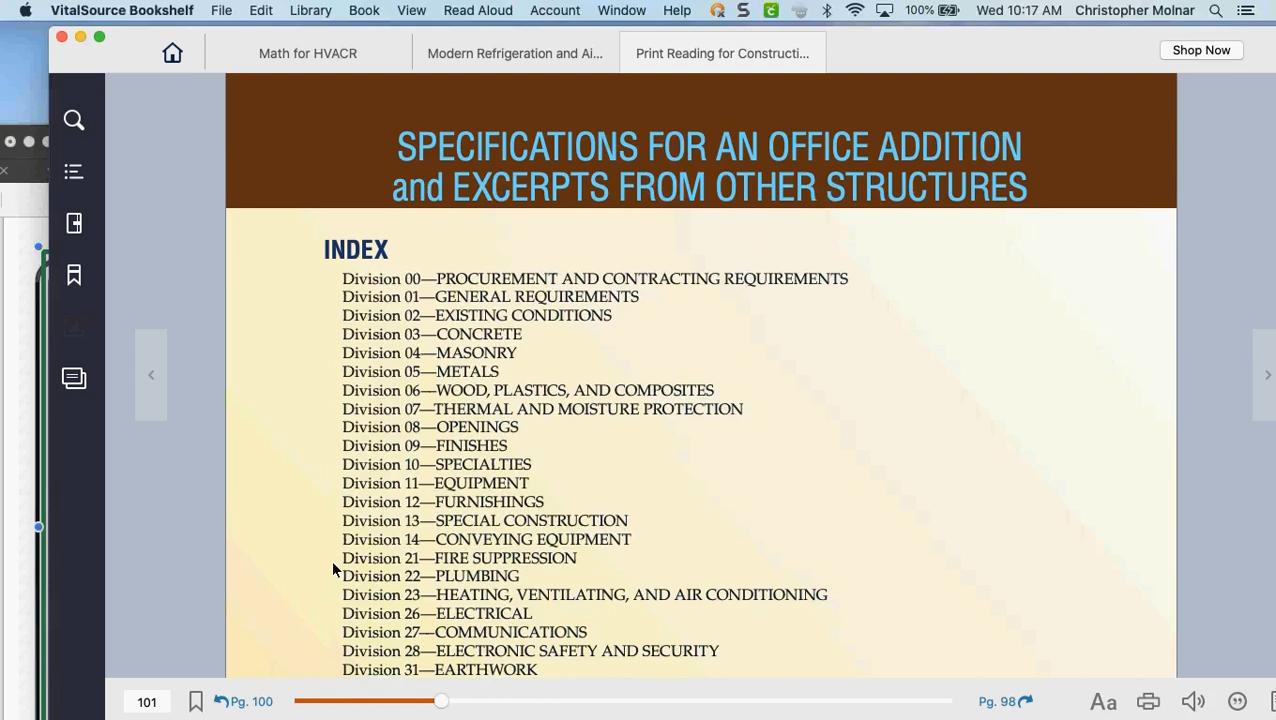 VitalSource Bookshelf File Edit Library Book View Read Aloud Account Window Help 100% Wed 10:17 AM Christopher Molnar
Math for HVACR Modern Refrigeration and Ai... Print Reading for Constructi... Shop Now
SPECIFICATIONS FOR AN OFFICE ADDITION
and EXCERPTS FROM OTHER STRUCTURES
INDEX
Division 00—PROCUREMENT AND CONTRACTING REQUIREMENTS
Division 01—GENERAL REQUIREMENTS
Division 02—EXISTING CONDITIONS
Division 03—CONCRETE
Division 04—MASONRY
Division 05—METALS
Division 06—WOOD, PLASTICS, AND COMPOSITES
Division 07—THERMAL AND MOISTURE PROTECTION
Division 08—OPENINGS
Division 09—FINISHES
Division 10—SPECIALTIES
Division 11—EQUIPMENT
Division 12—FURNISHINGS
Division 13—SPECIAL CONSTRUCTION
Division 14—CONVEYING EQUIPMENT
Division 21—FIRE SUPPRESSION
Division 22—PLUMBING
Division 23—HEATING, VENTILATING, AND AIR CONDITIONING
Division 26—ELECTRICAL
Division 27—COMMUNICATIONS
Division 28—ELECTRONIC SAFETY AND SECURITY
Division 31—EARTHWORK
101 Pg. 100 Pg. 98 Aa